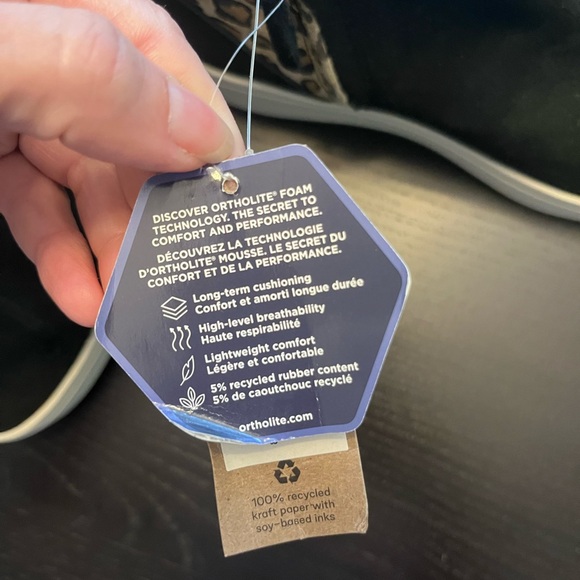 DISCOVER ORTHOLITE® FOAM
TECHNOLOGY. THE SECRET TO
COMFORT AND PERFORMANCE.
DÉCOUVREZ LA TECHNOLOGIE
D'ORTHOLITE® MOUSSE. LE SECRET DU
CONFORT ET DE LA PERFORMANCE.
Long-term cushioning
Confort et amorti longue durée
High-level breathability
Haute respirabilité
Lightweight comfort
Légère et confortable
5% recycled rubber content
5% de caoutchouc recyclé
ortholite.com
100% recycled
kraft paper with
soy-based inks